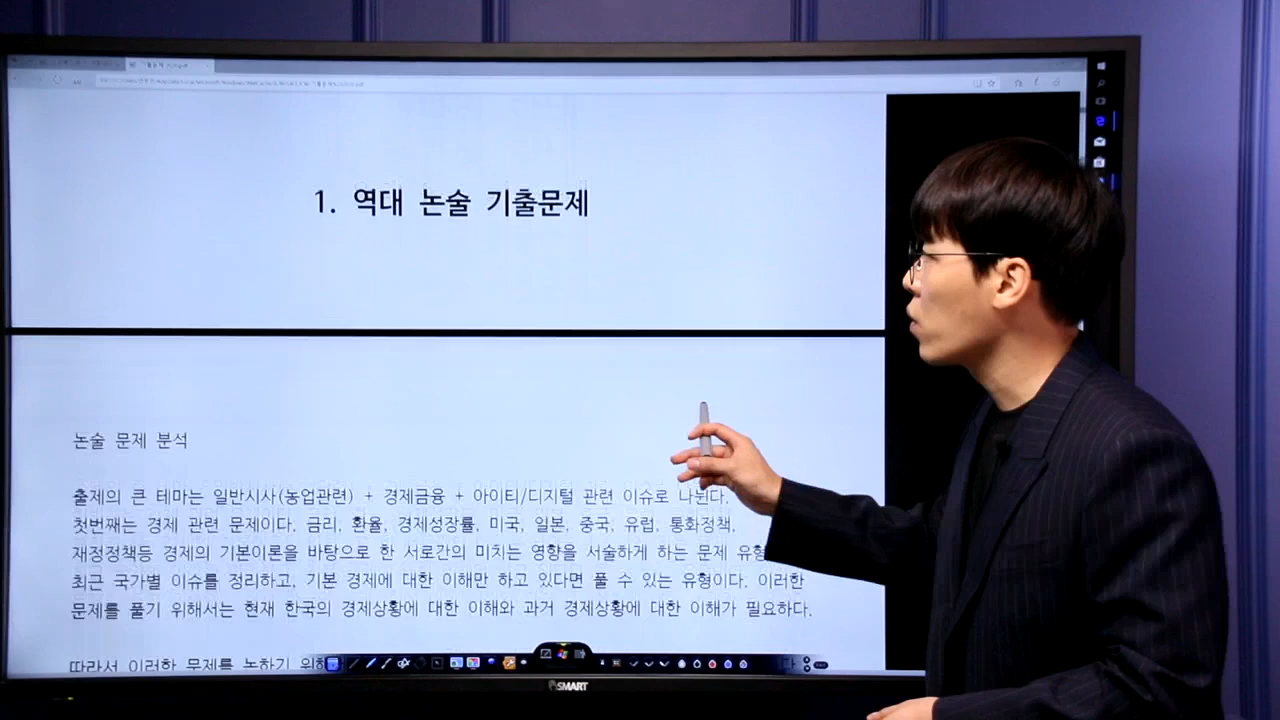 1. 역대 논술 기출문제
논술 문제 분석
출제의 큰 테마는 일반시사(농업관련) + 경제금융 + 아이티/디지털 관련 이슈로 나뉜다.
첫번째는 경제 관련 문제이다. 금리, 환율, 경제성장률, 미국, 일본, 중국, 유럽, 통화정책,
재정정책등 경제의 기본이론을 바탕으로 한 서로간의 미치는 영향을 서술하게 하는 문제 유형
최근 국가별 이슈를 정리하고, 기본 경제에 대한 이해만 하고 있다면 풀 수 있는 유형이다. 이러한
문제를 풀기 위해서는 현재 한국의 경제상황에 대한 이해와 과거 경제상황에 대한 이해가 필요하다.
따라서 이러한 문제를 논하기 위해
SMART